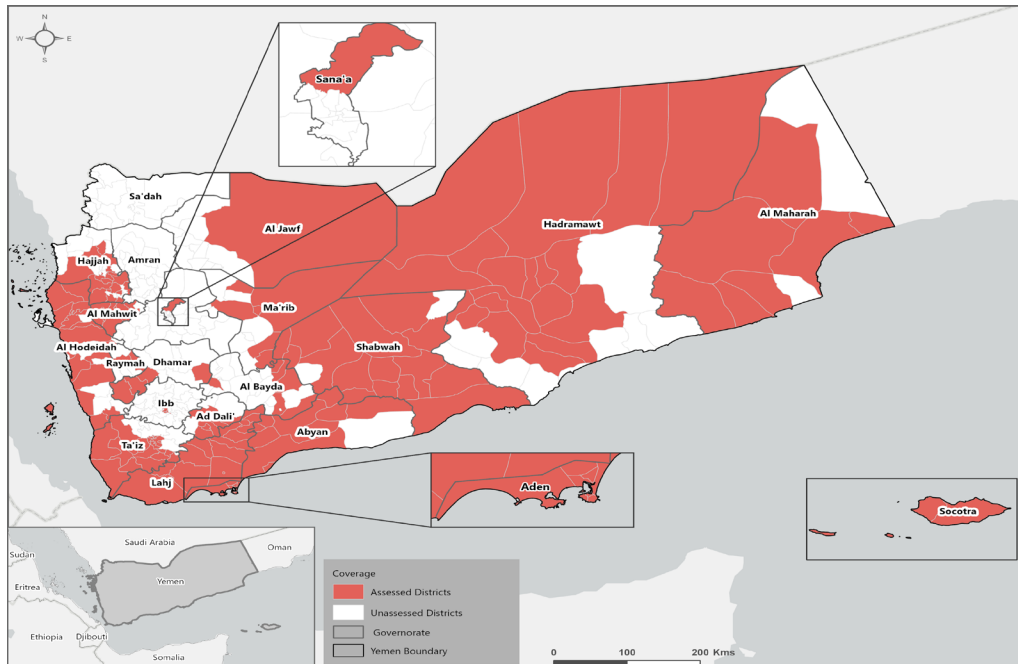 N
W E
S
Sana'a
Sa'dah
Al Jawf
Hadramawt
Al Maharah
Hajjah
Amran
Ma'rib
Al Mahwit
Al Hodeidah
Shabwah
Raymah
Dhamar
Al Bayda
Ibb
Ad Dali'
Abyan
Ta'iz
Lahj
Aden
Socotra
Saudi Arabia
Oman
Sudan
Yemen
Eritrea
Ethiopia
Djibouti
Somalia
Coverage
Assessed Districts
Unassessed Districts
Governorate
Yemen Boundary
0 100 200 Kms